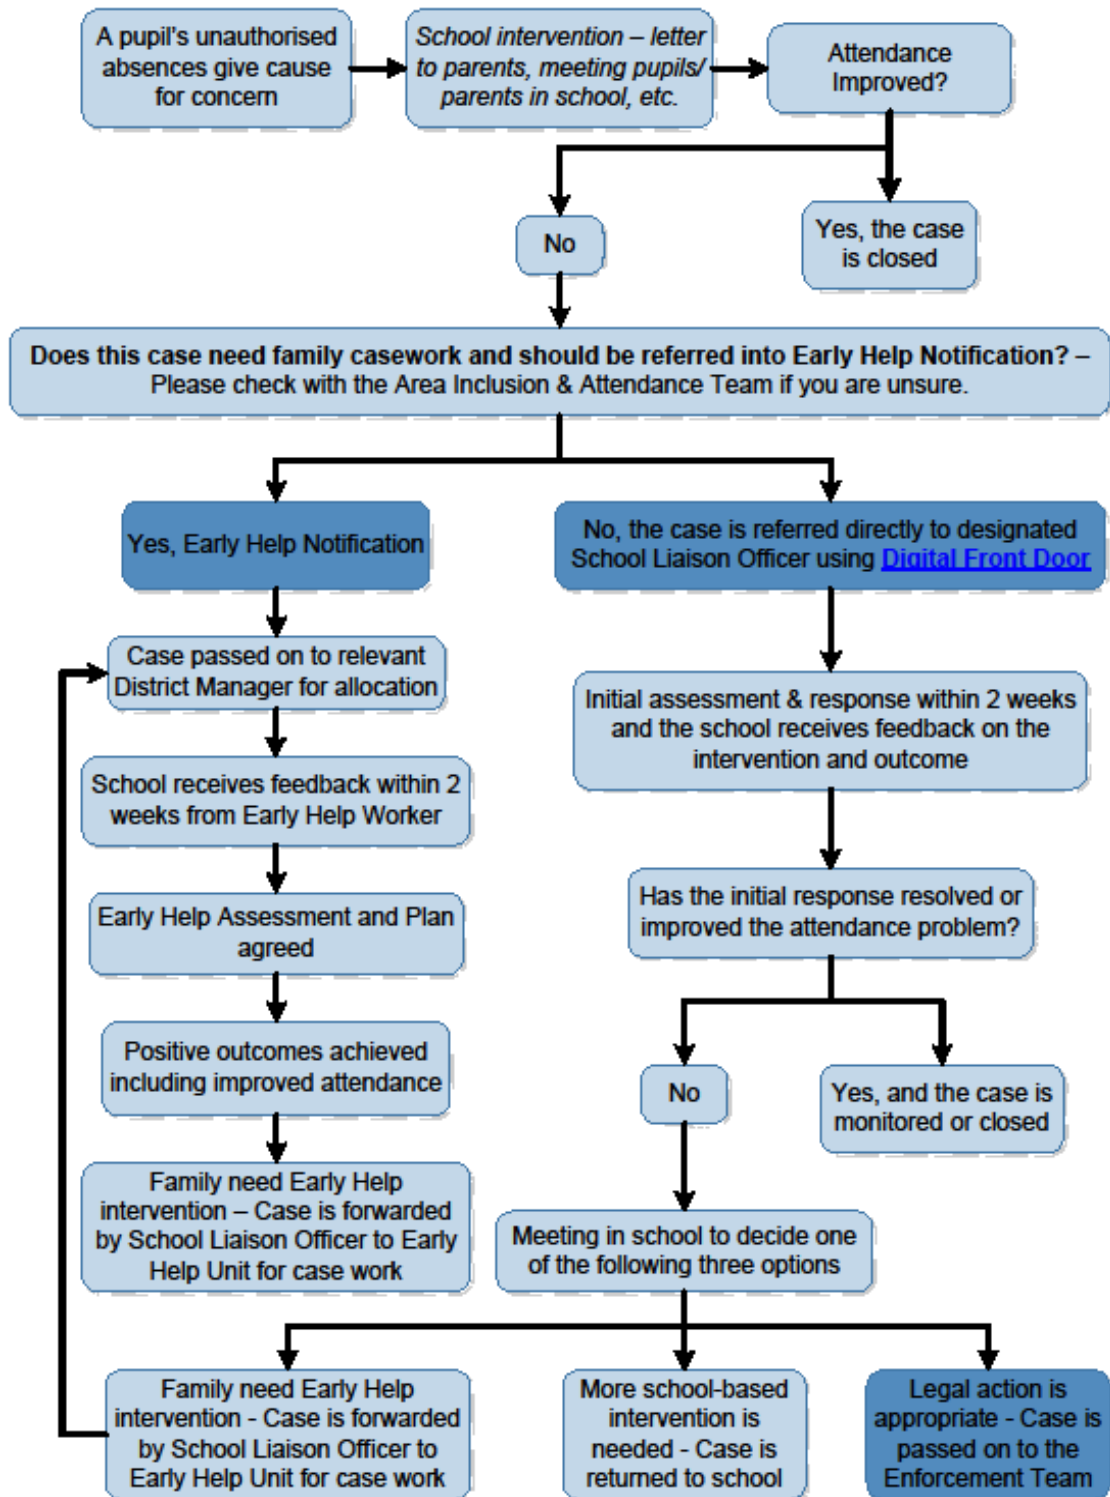 A pupil's unauthorised
absences give cause
for concern
School intervention – letter
to parents, meeting pupils/
parents in school, etc.
Attendance
Improved?
No
Yes, the case
is closed
Does this case need family casework and should be referred into Early Help Notification? –
Please check with the Area Inclusion & Attendance Team if you are unsure.
Yes, Early Help Notification
No, the case is referred directly to designated
School Liaison Officer using Digital Front Door
Case passed on to relevant
District Manager for allocation
School receives feedback within 2
weeks from Early Help Worker
Early Help Assessment and Plan
agreed
Positive outcomes achieved
including improved attendance
Family need Early Help
intervention – Case is forwarded
by School Liaison Officer to Early
Help Unit for case work
Initial assessment & response within 2 weeks
and the school receives feedback on the
intervention and outcome
Has the initial response resolved or
improved the attendance problem?
No
Yes, and the case is
monitored or closed
Meeting in school to decide one
of the following three options
Family need Early Help
intervention - Case is forwarded
by School Liaison Officer to
Early Help Unit for case work
More school-based
intervention is
needed - Case is
returned to school
Legal action is
appropriate - Case is
passed on to the
Enforcement Team